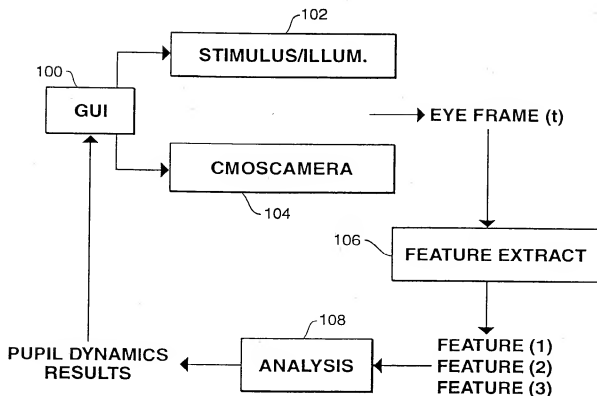 102
STIMULUS/ILLUM.
100
GUI
EYE FRAME (t)
CMOSCAMERA
104
106
FEATURE EXTRACT
108
PUPIL DYNAMICS
RESULTS
ANALYSIS
FEATURE (1)
FEATURE (2)
FEATURE (3)